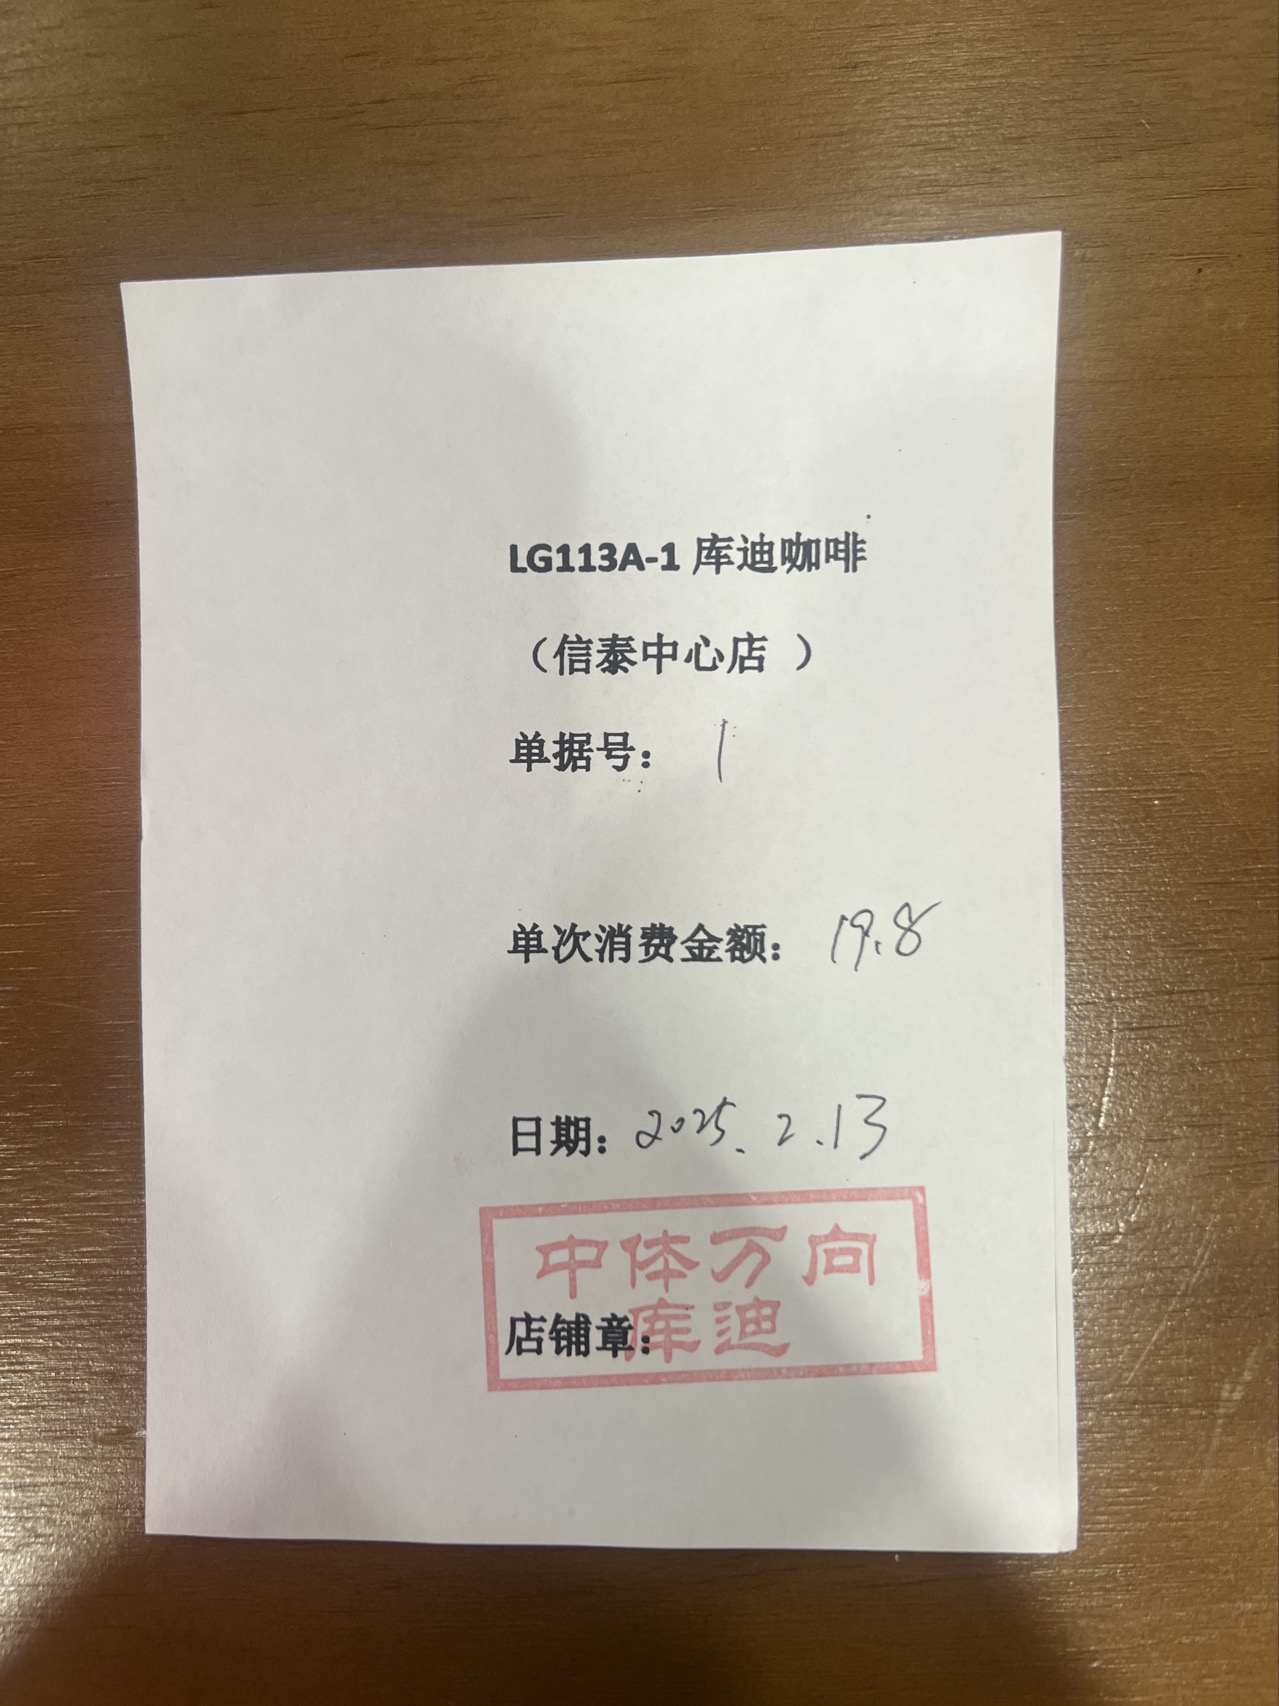 LG113A-1 库迪咖啡
（信泰中心店 ）
单据号： 1
单次消费金额： 19.8
日期：2025.2.13
中体万向
库迪
店铺章：